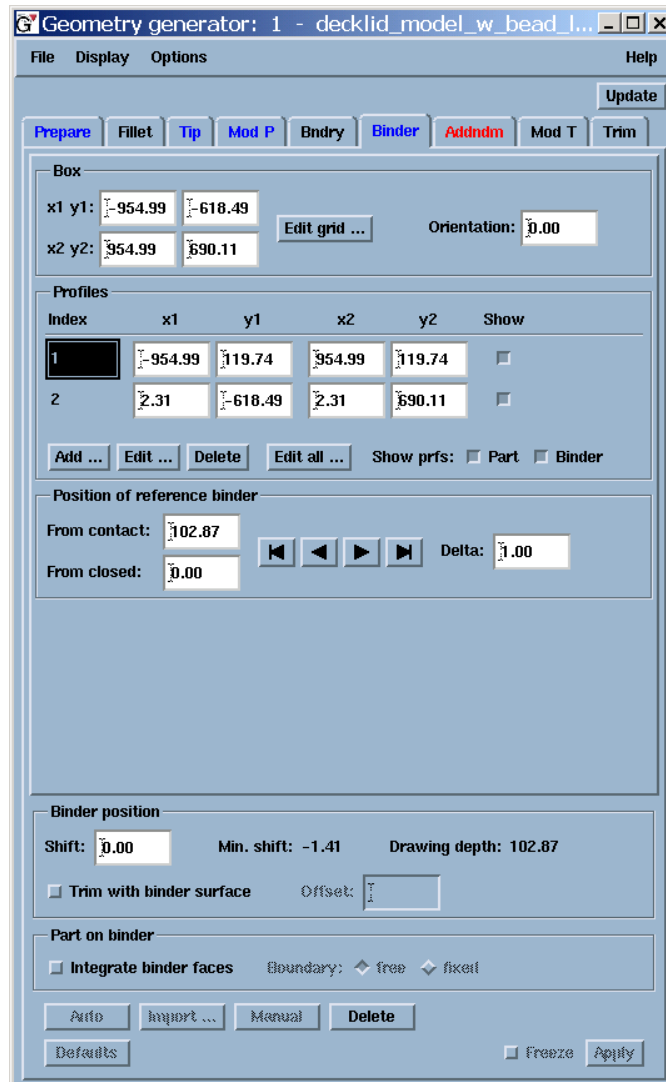 Geometry generator: 1 - decklid_model_w_bead_l...
File Display Options Help
Update
Prepare Fillet Tip Mod P Bndry Binder Addndm Mod T Trim
Box
x1 y1: -954.99 -618.49
Edit grid ... Orientation: 0.00
x2 y2: 954.99 690.11
Profiles
Index x1 y1 x2 y2 Show
1 -954.99 119.74 954.99 119.74
2 2.31 -618.49 2.31 690.11
Add ... Edit ... Delete Edit all ... Show prfs: Part Binder
Position of reference binder
From contact: 102.87
Delta: 1.00
From closed: 0.00
Binder position
Shift: 0.00 Min. shift: -1.41 Drawing depth: 102.87
Trim with binder surface Offset:
Part on binder
Integrate binder faces Boundary: free fixed
Auto Import ... Manual Delete
Defaults Freeze Apply